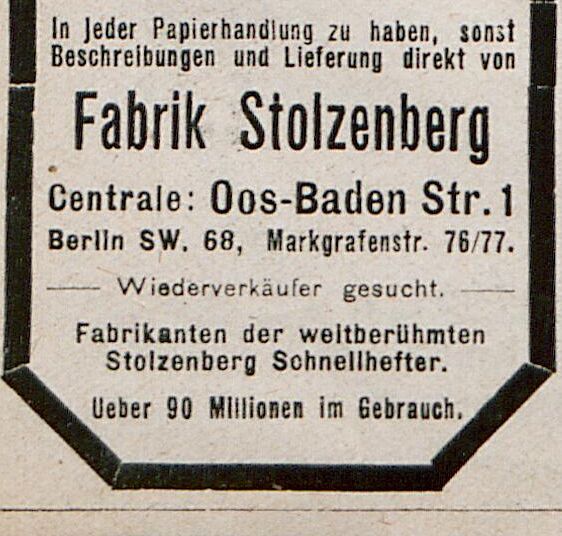 In jeder Papierhandlung zu haben, sonst
Beschreibungen und Lieferung direkt von
Fabrik Stolzenberg
Centrale: Oos-Baden Str. 1
Berlin SW. 68, Markgrafenstr. 76/77.
Wiederverkäufer gesucht.
Fabrikanten der weltberühmten
Stolzenberg Schnellhefter.
Ueber 90 Millionen im Gebrauch.